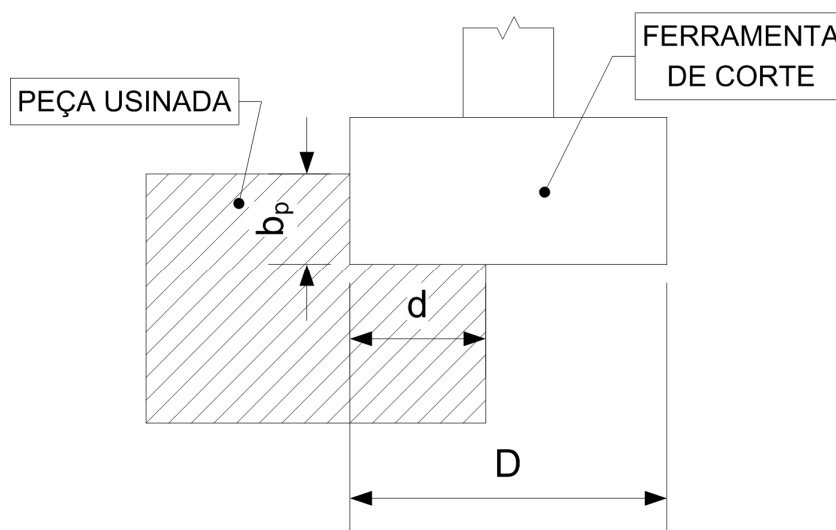 FERRAMENTA
DE CORTE
PEÇA USINADA
bp
d
D